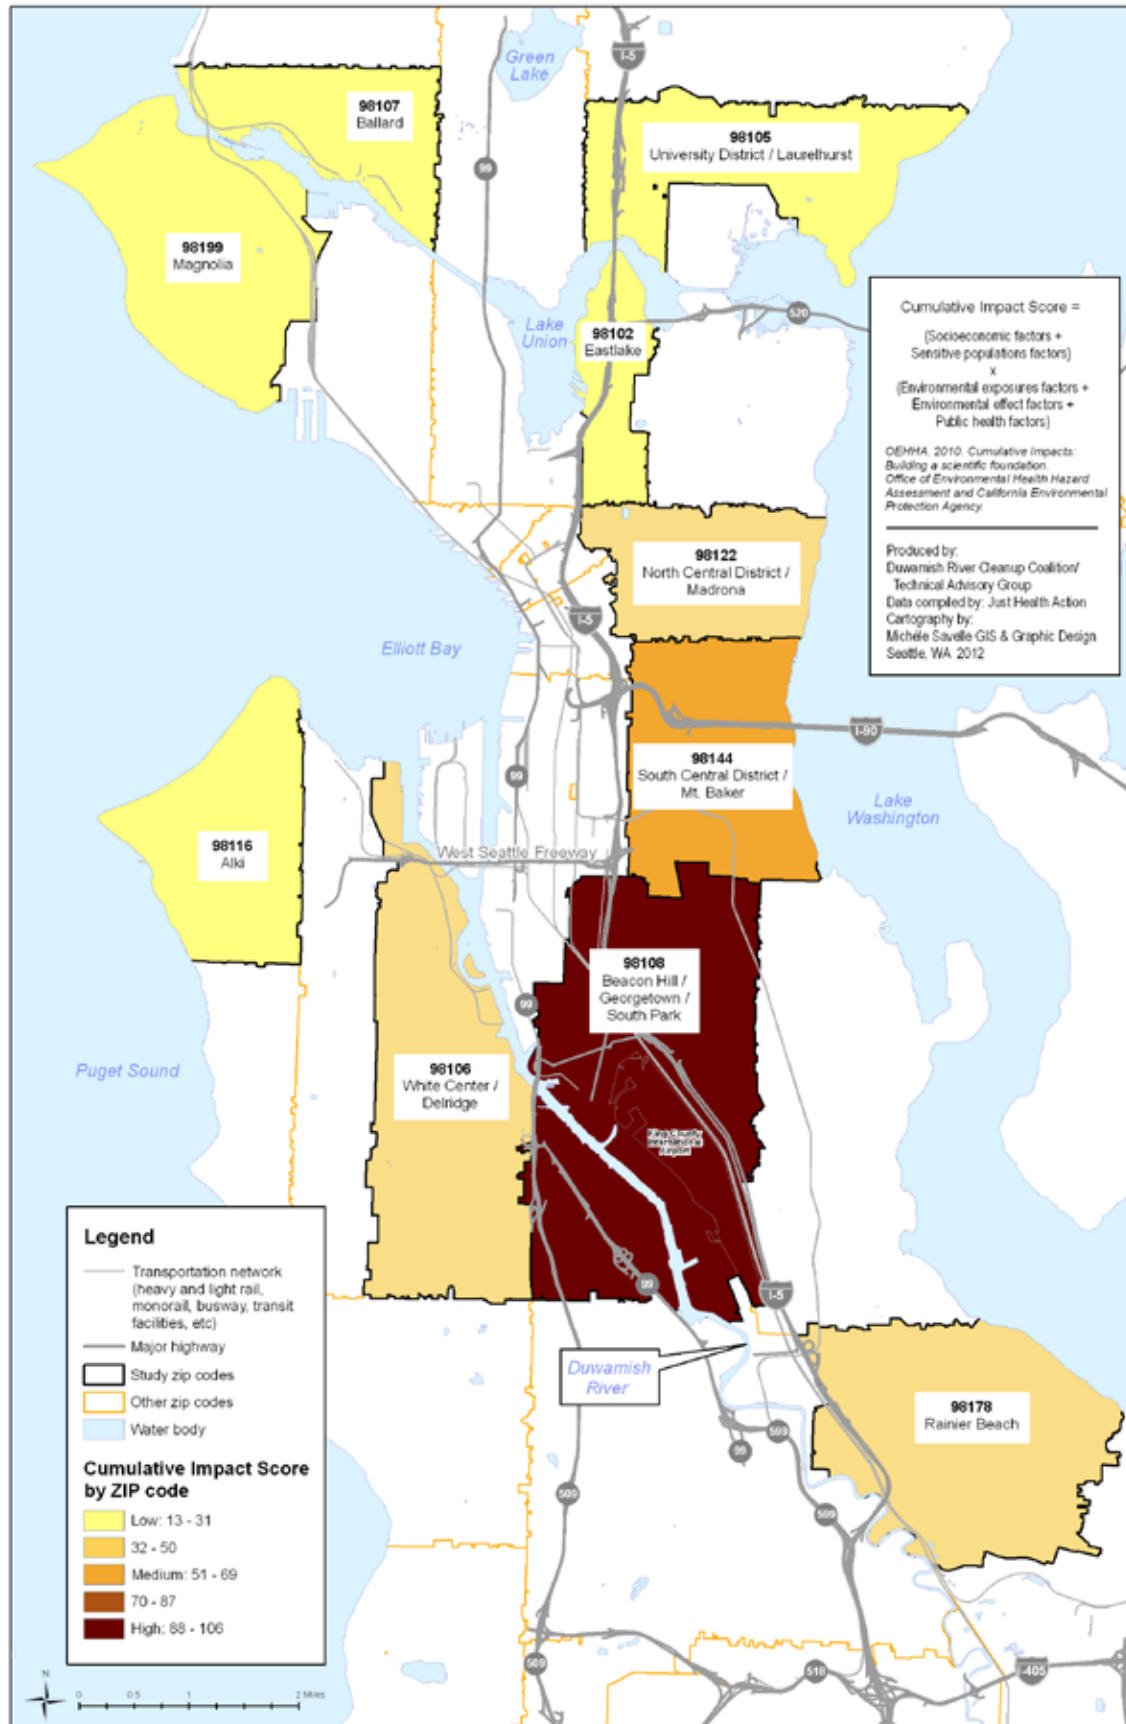 Green
Lake
I-5
98107
Ballard
98105
University District / Laurelhurst
99
98199
Magnolia
Lake
Union
98102
Eastlake
520
Cumulative Impact Score =
(Socioeconomic factors +
Sensitive populations factors)
x
(Environmental exposures factors +
Environmental effect factors +
Public health factors)
OEHHA. 2010. Cumulative Impacts:
Building a scientific foundation.
Office of Environmental Health Hazard
Assessment and California Environmental
Protection Agency.
Produced by:
Duwamish River Cleanup Coalition/
Technical Advisory Group
Data compiled by: Just Health Action
Cartography by:
Michéle Savelle GIS & Graphic Design
Seattle, WA 2012
98122
North Central District /
Madrona
I-5
Elliott Bay
I-90
98144
South Central District /
Mt. Baker
99
Lake
Washington
98116
Alki
West Seattle Freeway
98108
Beacon Hill /
Georgetown /
South Park
99
Puget Sound
98106
White Center /
Delridge
King County
International
Airport
99
I-5
Duwamish
River
98178
Rainier Beach
599
99
509
599
509
518
I-405
Legend
Transportation network
(heavy and light rail,
monorail, busway, transit
facilities, etc)
Major highway
Study zip codes
Other zip codes
Water body
Cumulative Impact Score
by ZIP code
Low: 13 - 31
32 - 50
Medium: 51 - 69
70 - 87
High: 88 - 106
N
0 0.5 1 2 Miles